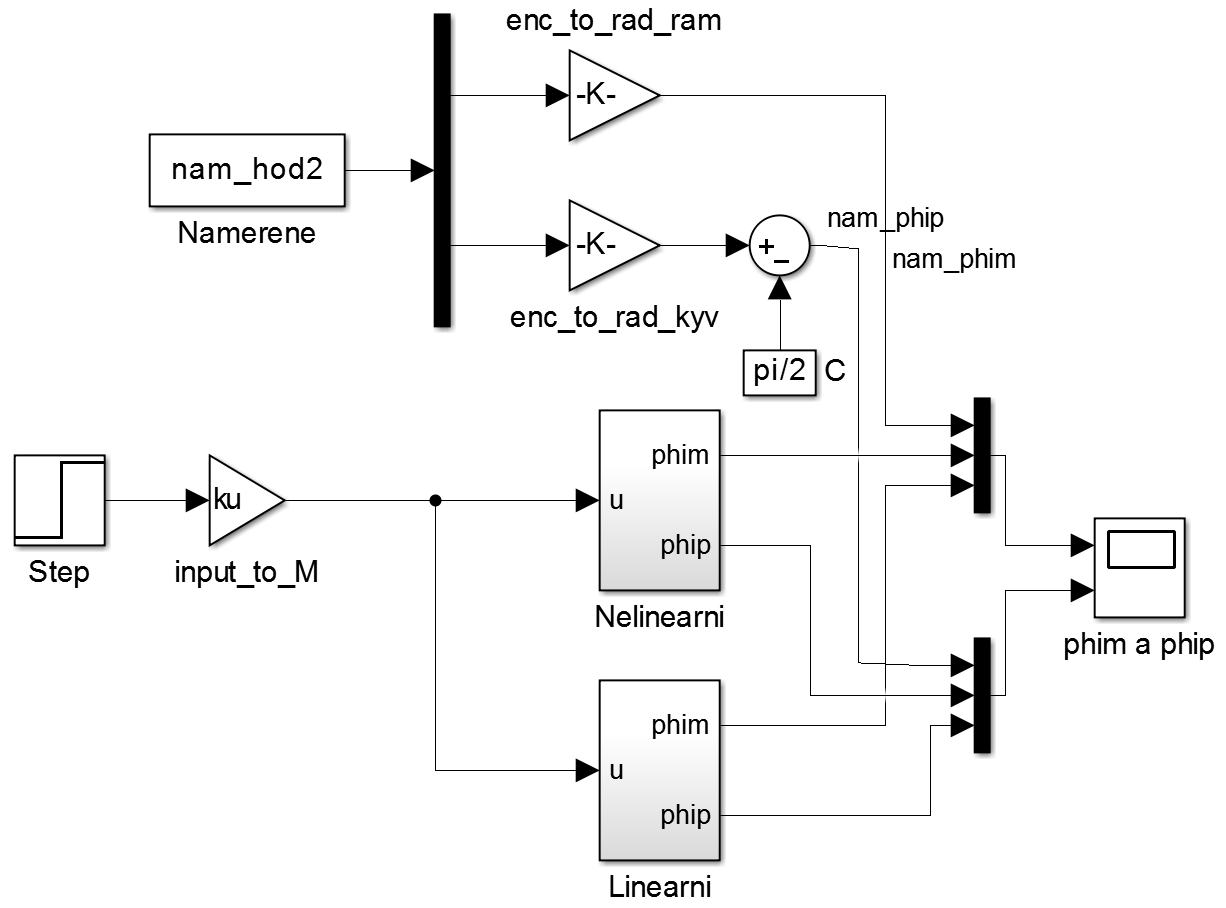 enc_to_rad_ram
-K-
nam_hod2
Namerene
-K-
enc_to_rad_kyv
+
_
nam_phip
nam_phim
pi/2
C
Step
ku
input_to_M
u
phim
phip
Nelinearni
u
phim
phip
Linearni
phim a phip